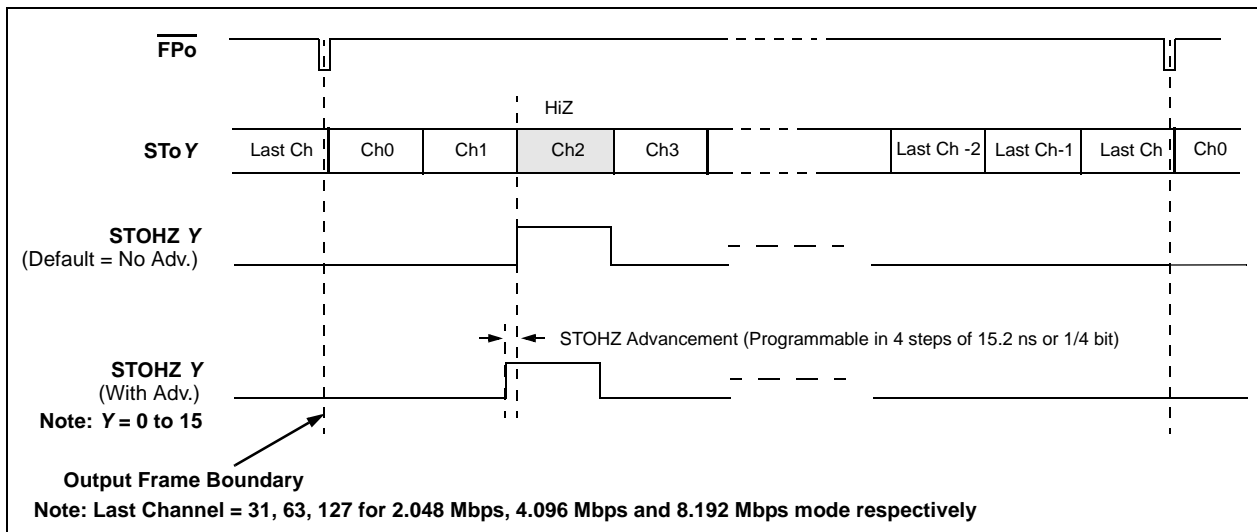 FPo
HiZ
STo Y Last Ch Ch0 Ch1 Ch2 Ch3 Last Ch -2 Last Ch-1 Last Ch Ch0
STOHZ Y
(Default = No Adv.)
STOHZ Advancement (Programmable in 4 steps of 15.2 ns or 1/4 bit)
STOHZ Y
(With Adv.)
Note: Y = 0 to 15
Output Frame Boundary
Note: Last Channel = 31, 63, 127 for 2.048 Mbps, 4.096 Mbps and 8.192 Mbps mode respectively